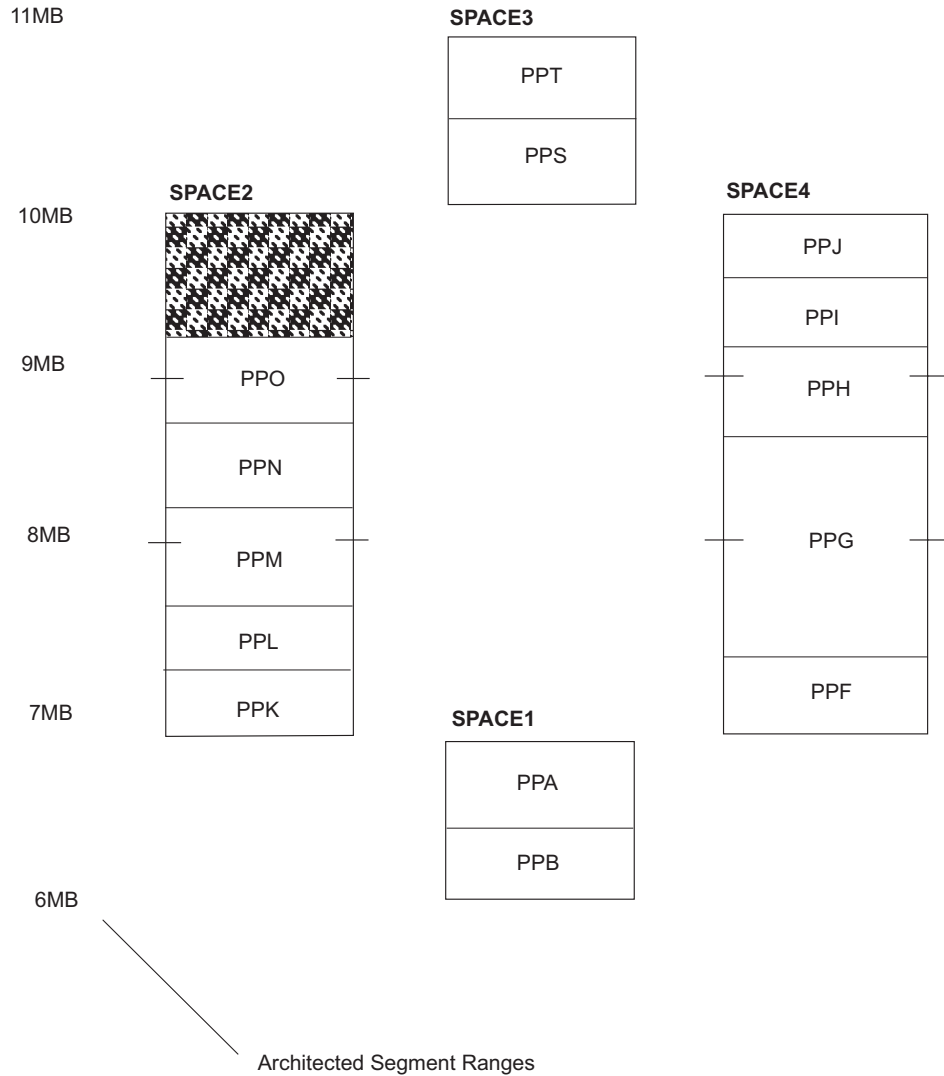 11MB
SPACE3
PPT
PPS
SPACE2
SPACE4
10MB
PPJ
PPI
9MB
PPO
PPH
PPN
8MB
PPM
PPG
PPL
PPF
7MB
PPK
SPACE1
PPA
PPB
6MB
Architected Segment Ranges